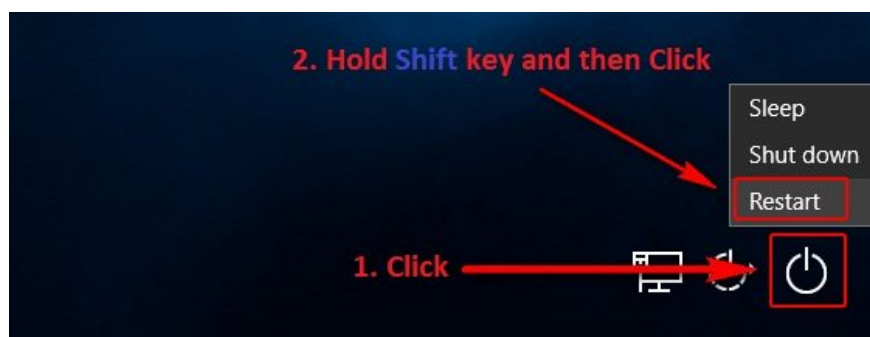 2. Hold Shift key and then Click
Sleep
Shut down
Restart
1. Click